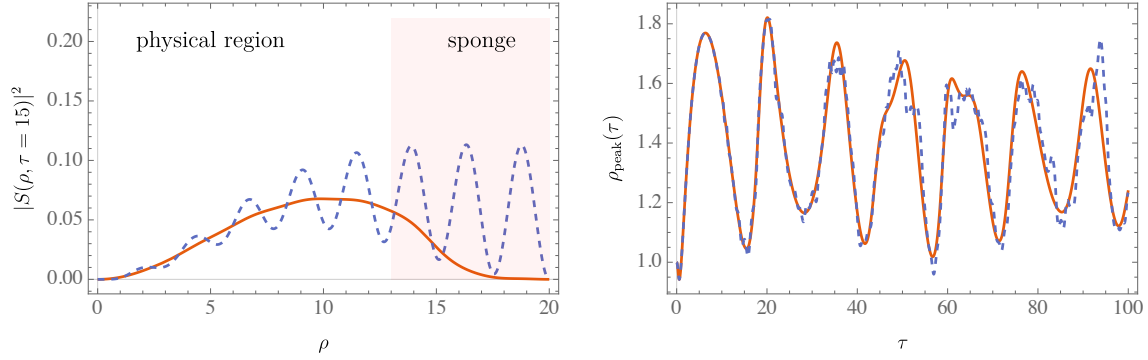 physical region sponge
|S(ρ, τ = 15)|²
0.20
0.15
0.10
0.05
0.00
0 5 10 15 20
ρ
ρpeak(τ)
1.8
1.6
1.4
1.2
1.0
0 20 40 60 80 100
τ